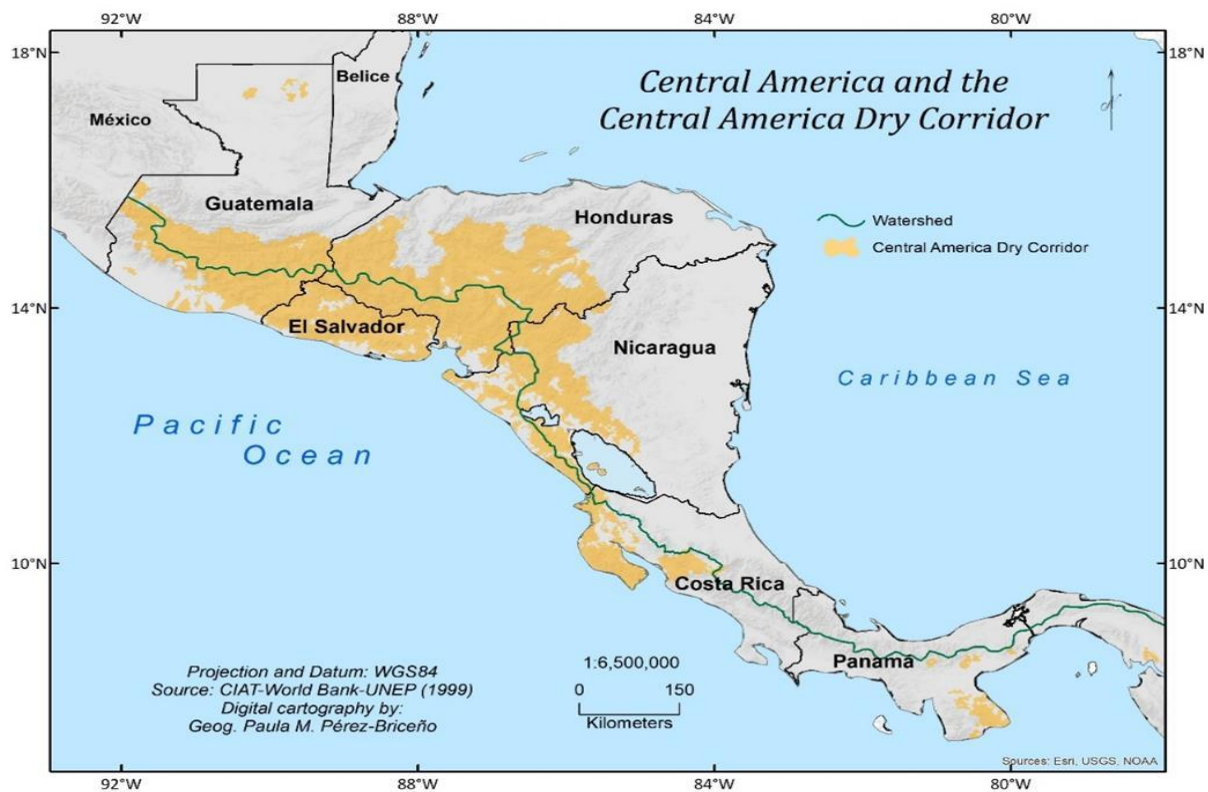 92°W 88°W 84°W 80°W
18°N 18°N
Belice
Central America and the
Central America Dry Corridor
México
Guatemala
Honduras
Watershed
Central America Dry Corridor
14°N 14°N
El Salvador
Nicaragua
Caribbean Sea
Pacific
Ocean
10°N 10°N
Costa Rica
Panamá
Projection and Datum: WGS84
Source: CIAT-World Bank-UNEP (1999)
Digital cartography by:
Geog. Paula M. Pérez-Briceño
1:6,500,000
0 150
Kilometers
Sources: Esri, USGS, NOAA
92°W 88°W 84°W 80°W